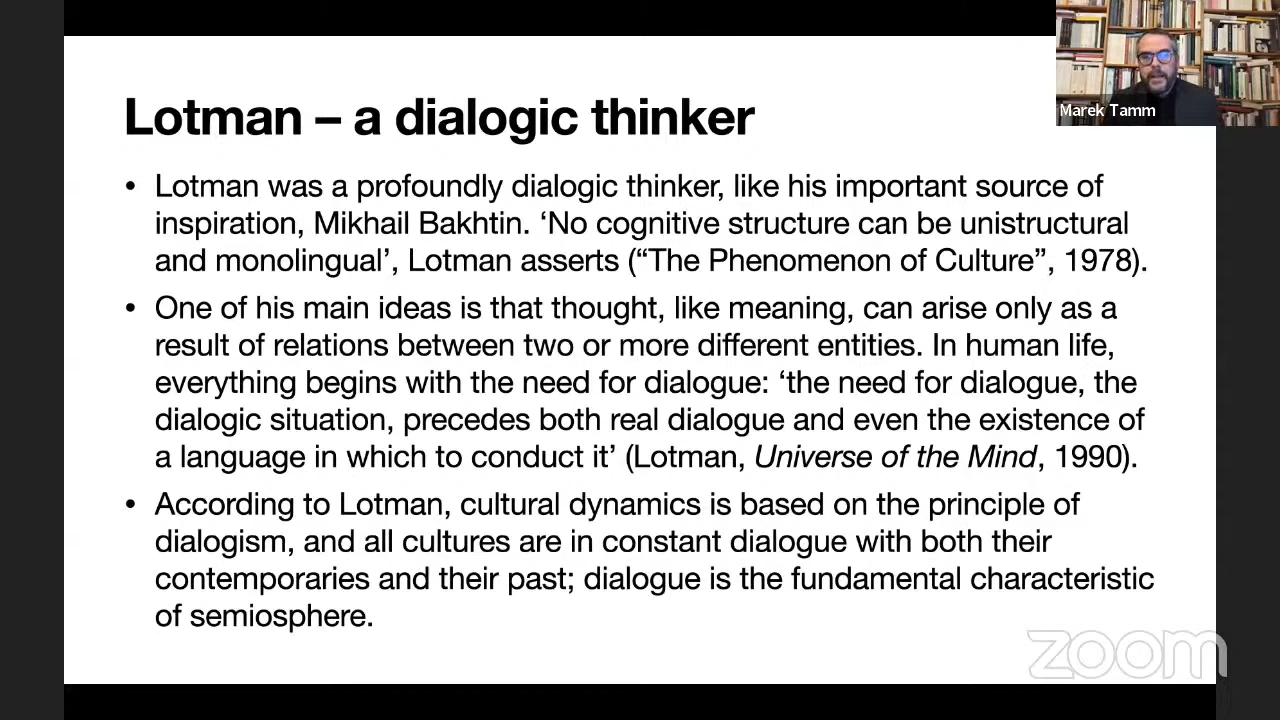 Lotman – a dialogic thinker
Marek Tamm
• Lotman was a profoundly dialogic thinker, like his important source of
inspiration, Mikhail Bakhtin. ‘No cognitive structure can be unistructural
and monolingual’, Lotman asserts (“The Phenomenon of Culture”, 1978).
• One of his main ideas is that thought, like meaning, can arise only as a
result of relations between two or more different entities. In human life,
everything begins with the need for dialogue: ‘the need for dialogue, the
dialogic situation, precedes both real dialogue and even the existence of
a language in which to conduct it’ (Lotman, Universe of the Mind, 1990).
• According to Lotman, cultural dynamics is based on the principle of
dialogism, and all cultures are in constant dialogue with both their
contemporaries and their past; dialogue is the fundamental characteristic
of semiosphere.
zoom